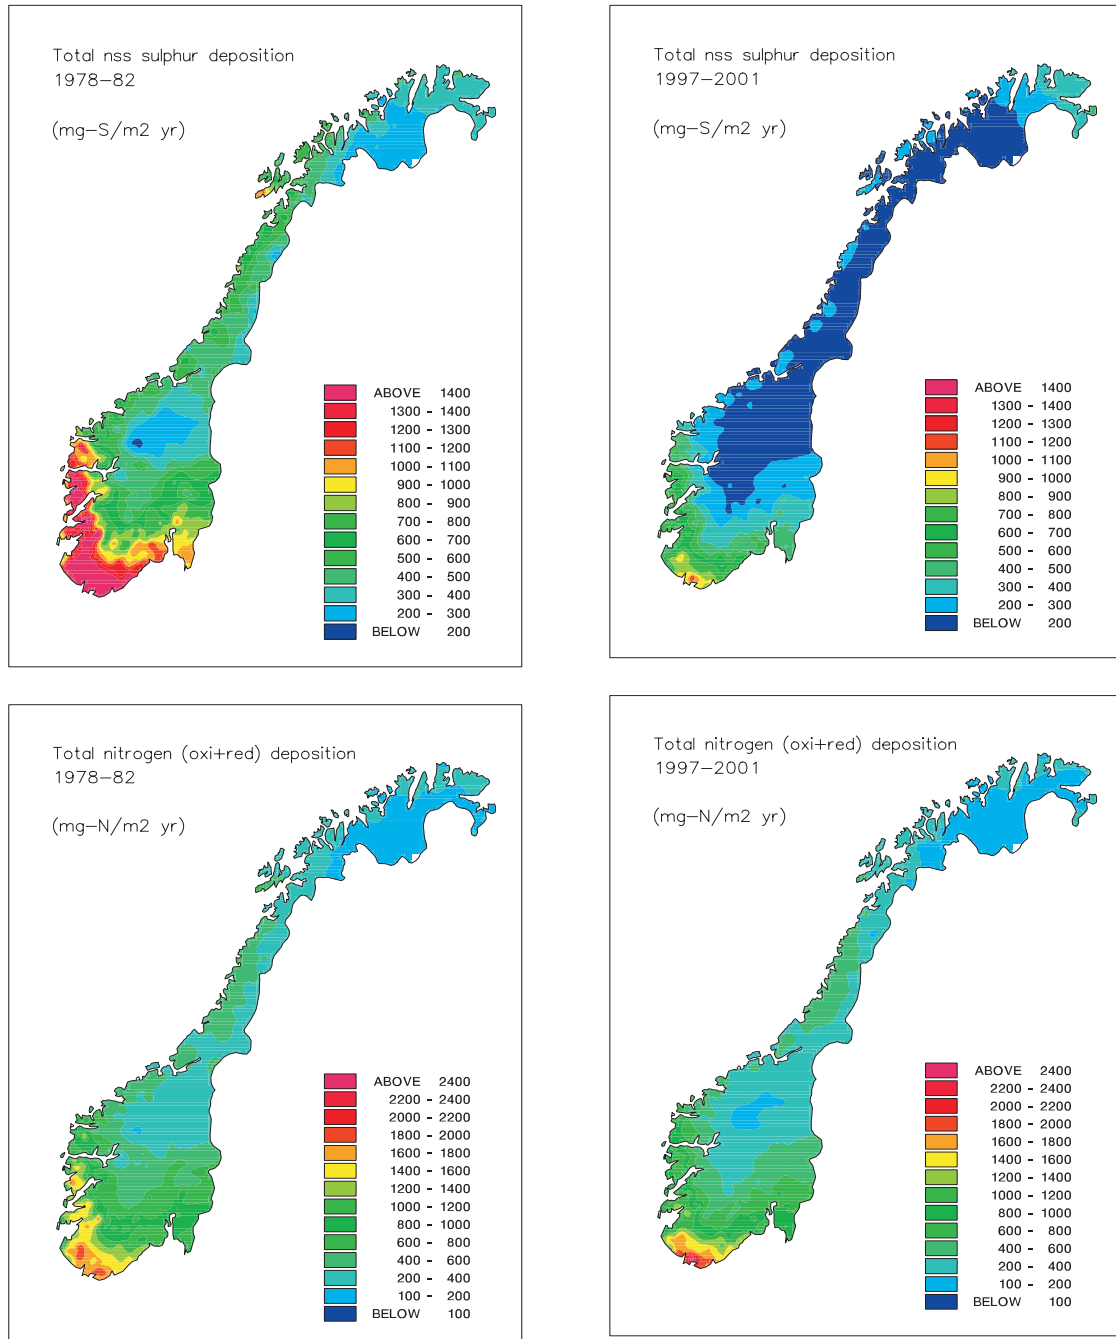 Total nss sulphur deposition
1978-82
(mg-S/m2 yr)
ABOVE 1400
1300 - 1400
1200 - 1300
1100 - 1200
1000 - 1100
900 - 1000
800 - 900
700 - 800
600 - 700
500 - 600
400 - 500
300 - 400
200 - 300
BELOW 200
Total nss sulphur deposition
1997-2001
(mg-S/m2 yr)
ABOVE 1400
1300 - 1400
1200 - 1300
1100 - 1200
1000 - 1100
900 - 1000
800 - 900
700 - 800
600 - 700
500 - 600
400 - 500
300 - 400
200 - 300
BELOW 200
Total nitrogen (oxi+red) deposition
1978-82
(mg-N/m2 yr)
ABOVE 2400
2200 - 2400
2000 - 2200
1800 - 2000
1600 - 1800
1400 - 1600
1200 - 1400
1000 - 1200
800 - 1000
600 - 800
400 - 600
200 - 400
100 - 200
BELOW 100
Total nitrogen (oxi+red) deposition
1997-2001
(mg-N/m2 yr)
ABOVE 2400
2200 - 2400
2000 - 2200
1800 - 2000
1600 - 1800
1400 - 1600
1200 - 1400
1000 - 1200
800 - 1000
600 - 800
400 - 600
200 - 400
100 - 200
BELOW 100